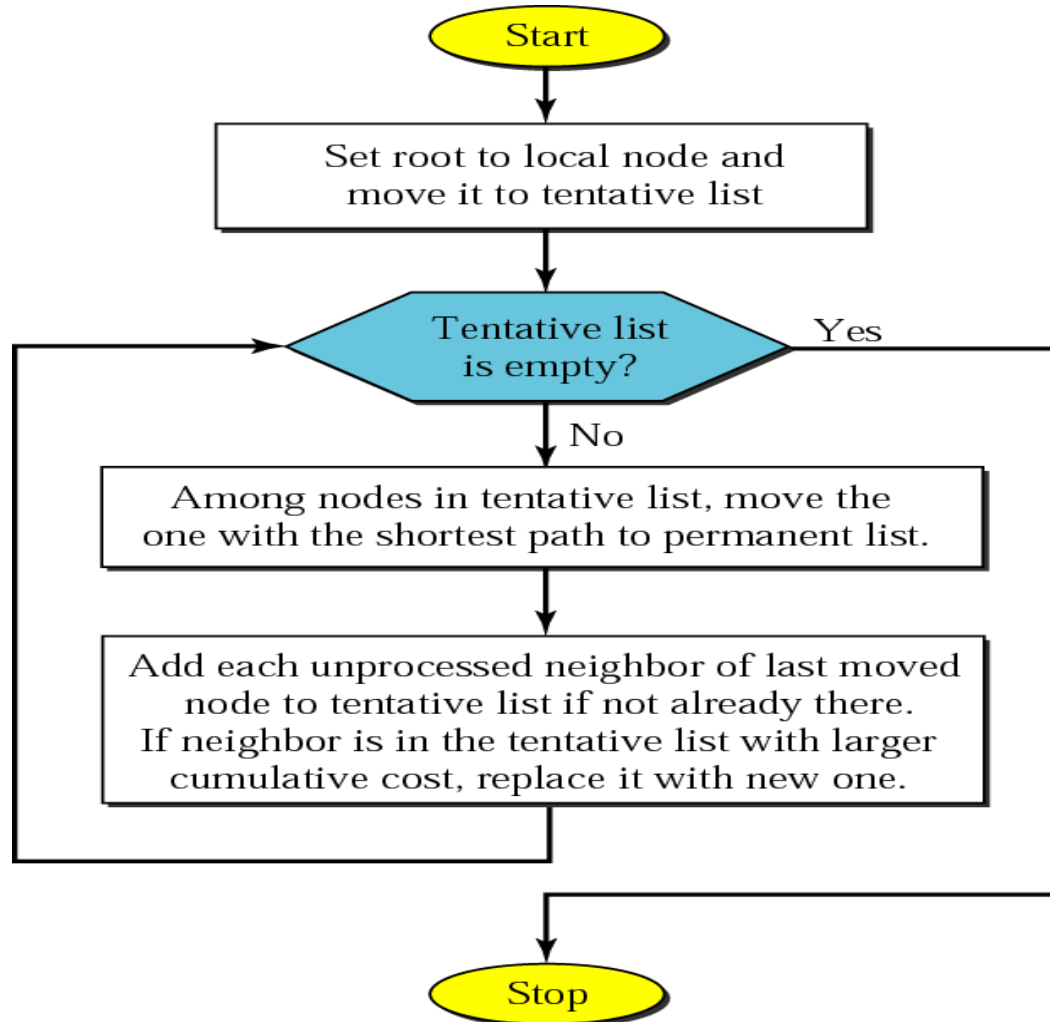 Start
Set root to local node and
move it to tentative list
Tentative list
is empty?
Yes
No
Among nodes in tentative list, move the
one with the shortest path to permanent list.
Add each unprocessed neighbor of last moved
node to tentative list if not already there.
If neighbor is in the tentative list with larger
cumulative cost, replace it with new one.
Stop